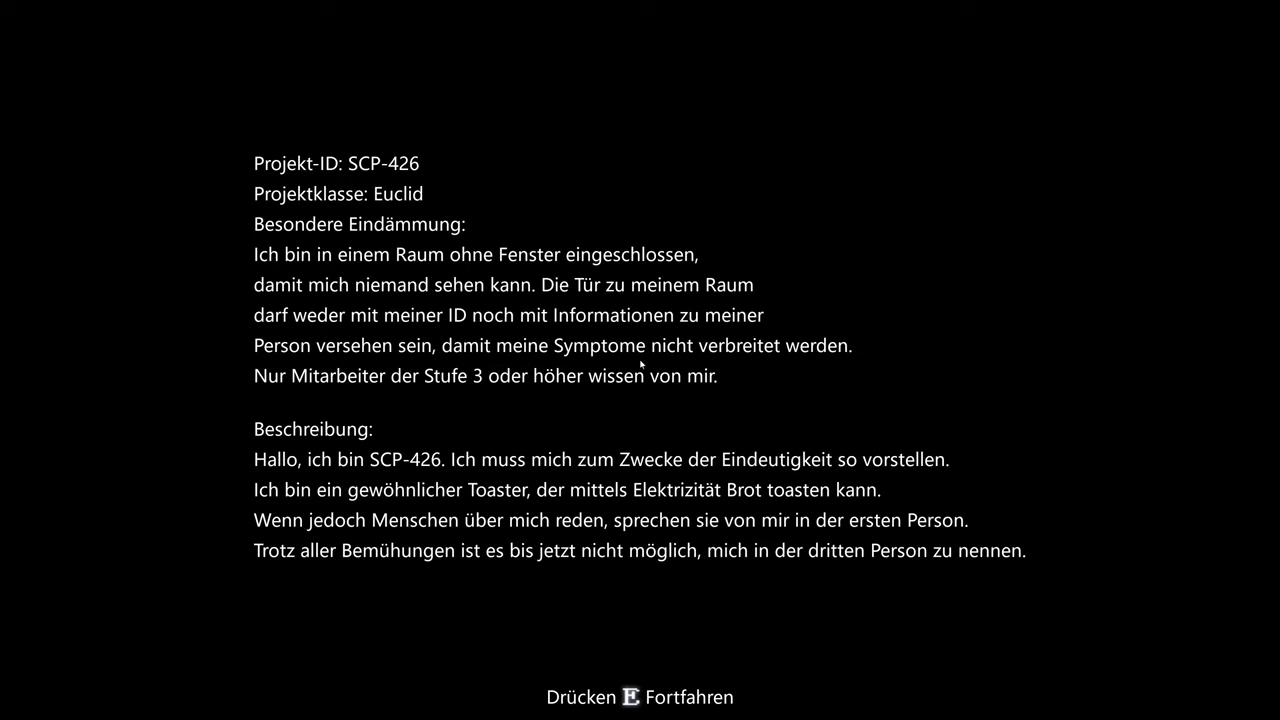 Projekt-ID: SCP-426
Projektklasse: Euclid
Besondere Eindämmung:
Ich bin in einem Raum ohne Fenster eingeschlossen,
damit mich niemand sehen kann. Die Tür zu meinem Raum
darf weder mit meiner ID noch mit Informationen zu meiner
Person versehen sein, damit meine Symptome nicht verbreitet werden.
Nur Mitarbeiter der Stufe 3 oder höher wissen von mir.
Beschreibung:
Hallo, ich bin SCP-426. Ich muss mich zum Zwecke der Eindeutigkeit so vorstellen.
Ich bin ein gewöhnlicher Toaster, der mittels Elektrizität Brot toasten kann.
Wenn jedoch Menschen über mich reden, sprechen sie von mir in der ersten Person.
Trotz aller Bemühungen ist es bis jetzt nicht möglich, mich in der dritten Person zu nennen.
Drücken E Fortfahren